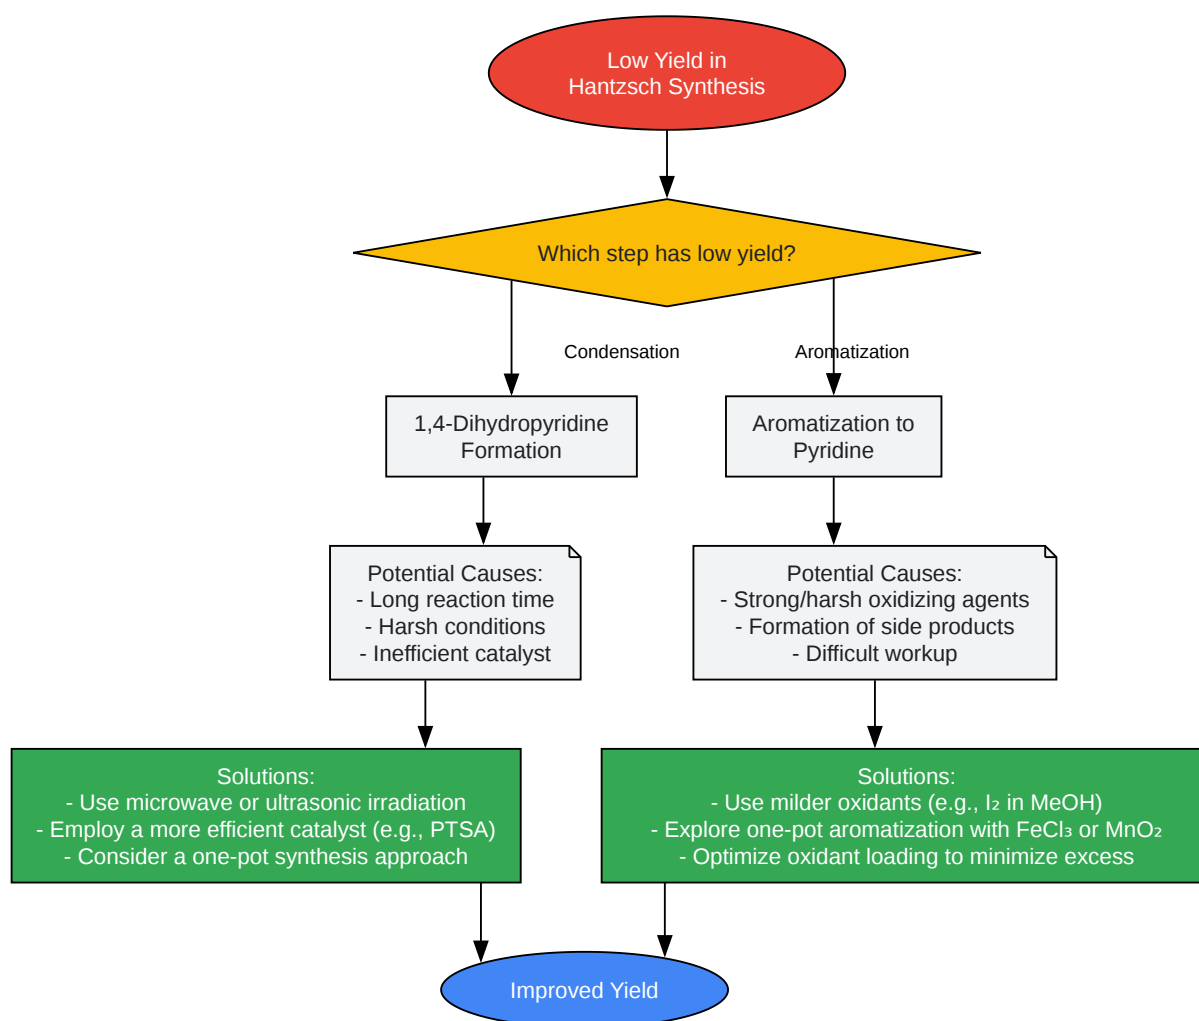 Low Yield in
Hantzsch Synthesis
Which step has low yield?
Condensation
Aromatization
1,4-Dihydropyridine
Formation
Aromatization to
Pyridine
Potential Causes:
- Long reaction time
- Harsh conditions
- Inefficient catalyst
Potential Causes:
- Strong/harsh oxidizing agents
- Formation of side products
- Difficult workup
Solutions:
- Use microwave or ultrasonic irradiation
- Employ a more efficient catalyst (e.g., PTSA)
- Consider a one-pot synthesis approach
Solutions:
- Use milder oxidants (e.g., I₂ in MeOH)
- Explore one-pot aromatization with FeCl₃ or MnO₂
- Optimize oxidant loading to minimize excess
Improved Yield